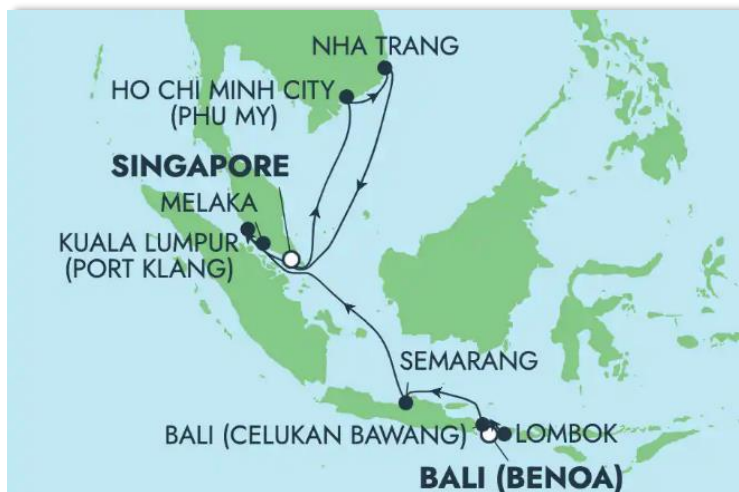 NHA TRANG
HO CHI MINH CITY
(PHU MY)
SINGAPORE
MELAKA
KUALA LUMPUR
(PORT KLANG)
SEMARANG
BALI (CELUKAN BAWANG)
LOMBOK
BALI (BENOA)